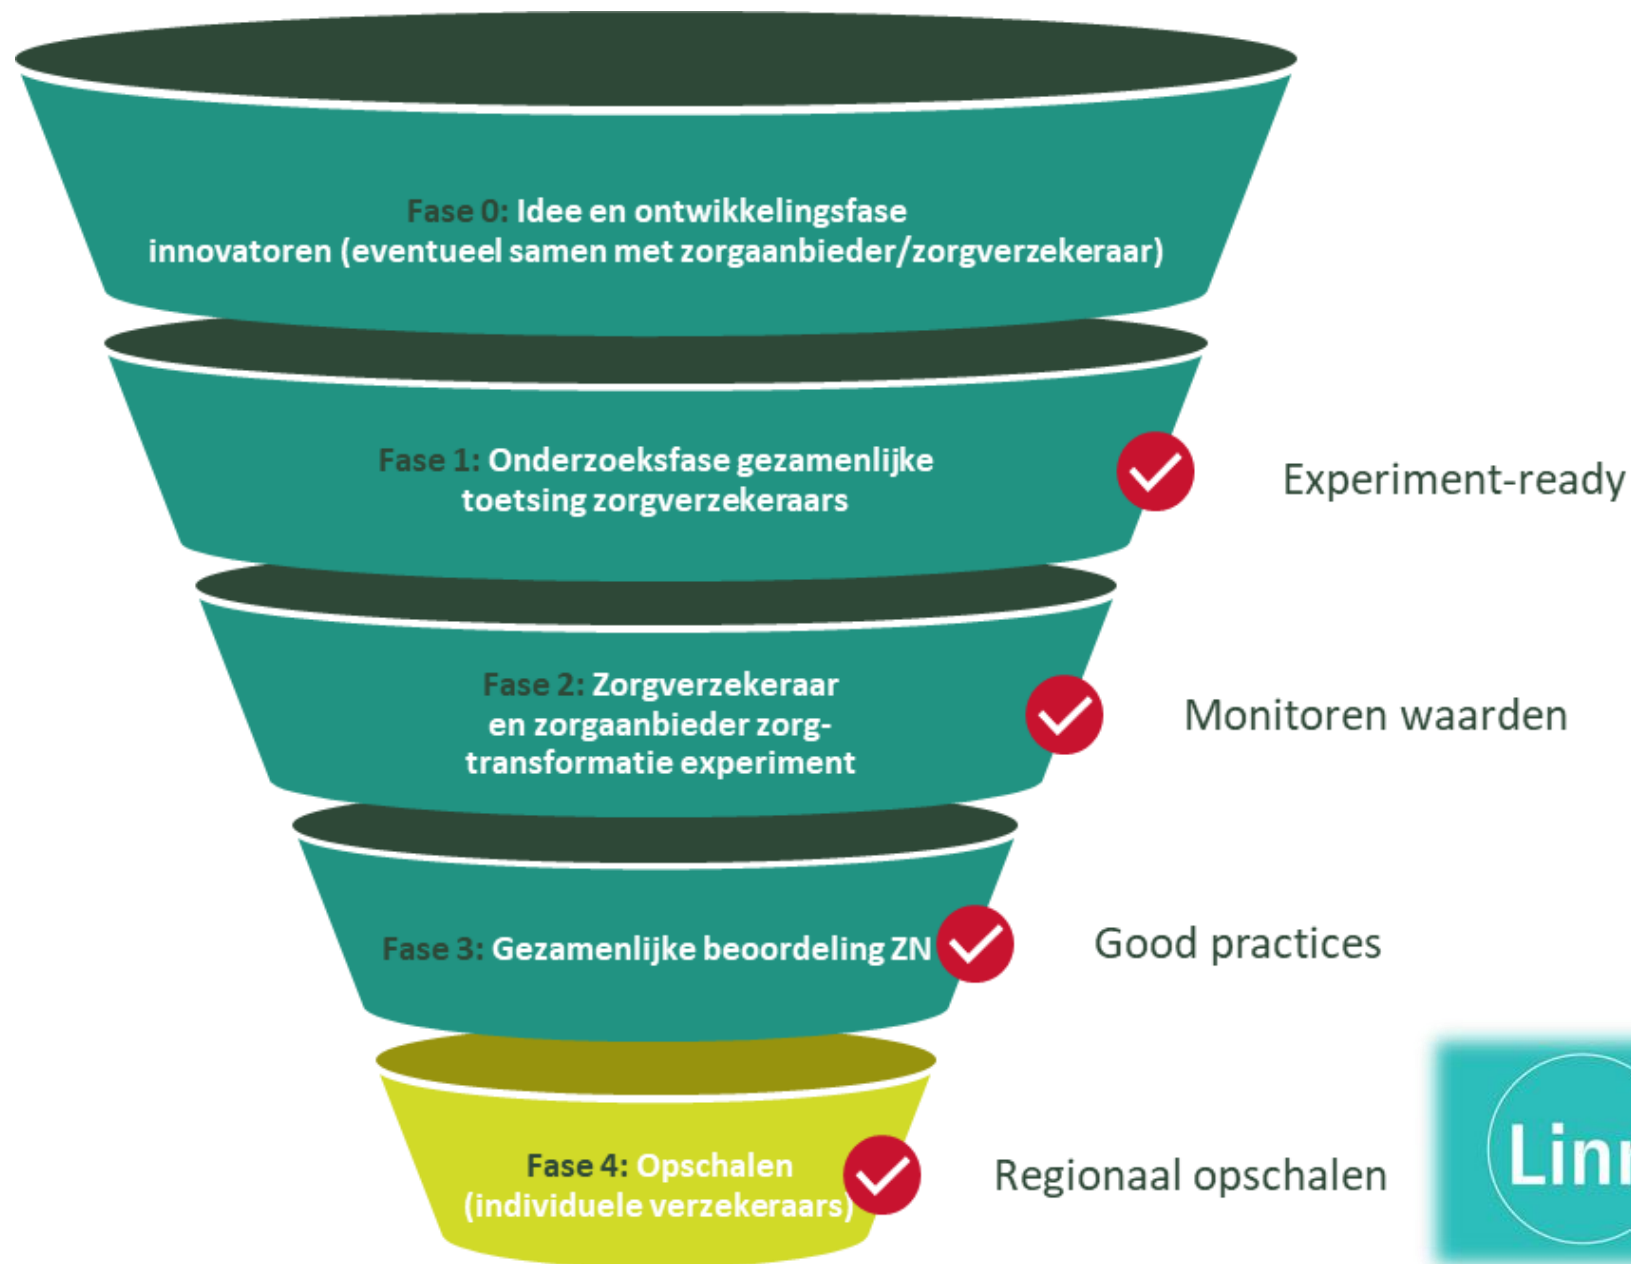 Fase 0: Idee en ontwikkelingsfase
innovatoren (eventueel samen met zorgaanbieder/zorgverzekeraar)
Fase 1: Onderzoeksfase gezamenlijke
toetsing zorgverzekeraars
Experiment-ready
Fase 2: Zorgverzekeraar
en zorgaanbieder zorg-
transformatie experiment
Monitoren waarden
Fase 3: Gezamenlijke beoordeling ZN
Good practices
Fase 4: Opschalen
(individuele verzekeraars)
Regionaal opschalen